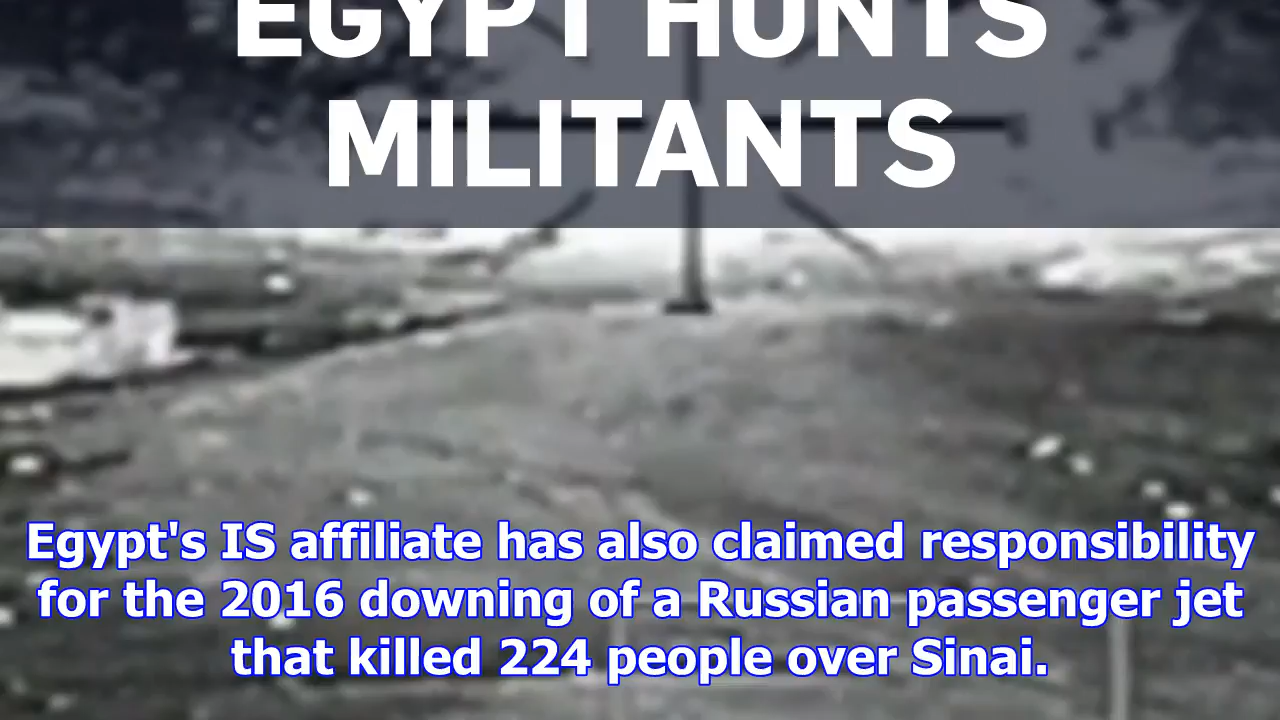 EGYPT HUNTS
MILITANTS
Egypt's IS affiliate has also claimed responsibility
for the 2016 downing of a Russian passenger jet
that killed 224 people over Sinai.